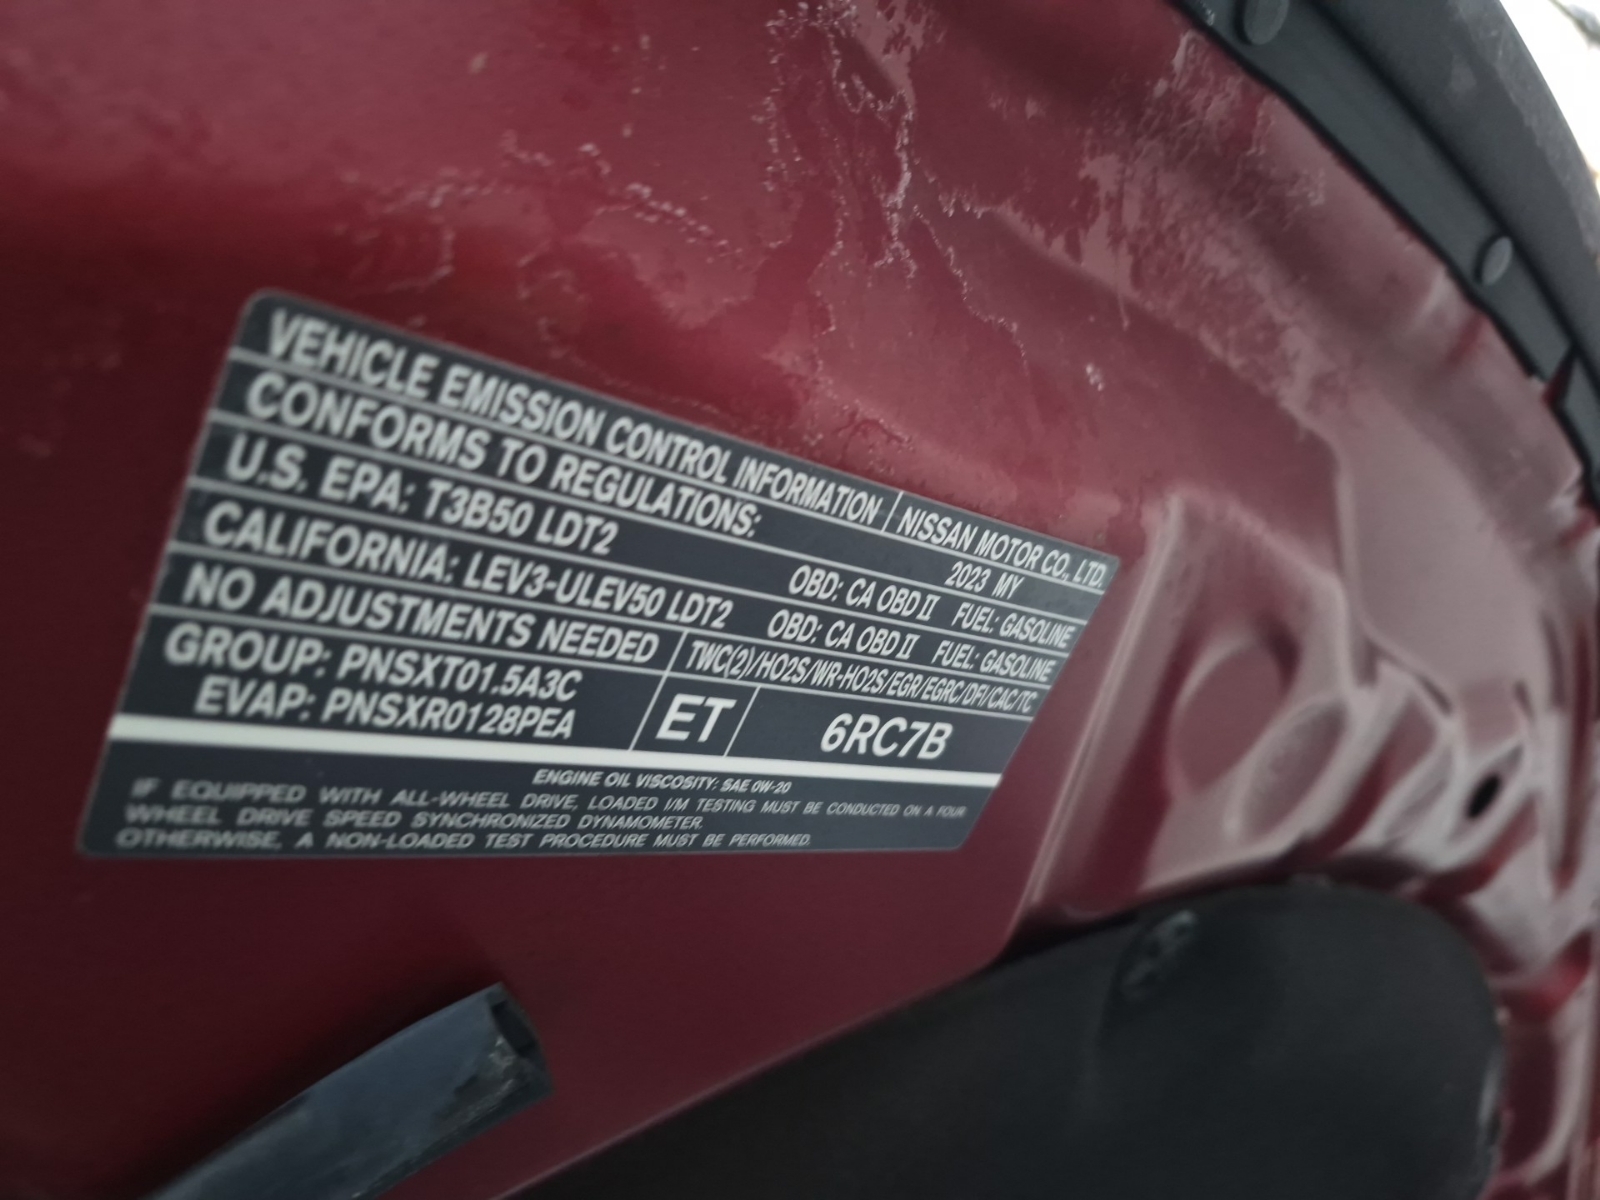 VEHICLE EMISSION CONTROL INFORMATION NISSAN MOTOR CO., LTD.
CONFORMS TO REGULATIONS: 2023 MY
U.S. EPA: T3B50 LDT2 OBD: CA OBD II FUEL: GASOLINE
CALIFORNIA: LEV3-ULEV50 LDT2 OBD: CA OBD II FUEL: GASOLINE
NO ADJUSTMENTS NEEDED TWC(2)/HO2S/WR-HO2S/EGR/EGRC/DFI/CAC/TC
GROUP: PNSXT01.5A3C
EVAP: PNSXR0128PEA
ET
6RC7B
ENGINE OIL VISCOSITY: SAE 0W-20
IF EQUIPPED WITH ALL-WHEEL DRIVE, LOADED I/M TESTING MUST BE CONDUCTED ON A FOUR
WHEEL DRIVE SPEED SYNCHRONIZED DYNAMOMETER.
OTHERWISE, A NON-LOADED TEST PROCEDURE MUST BE PERFORMED.